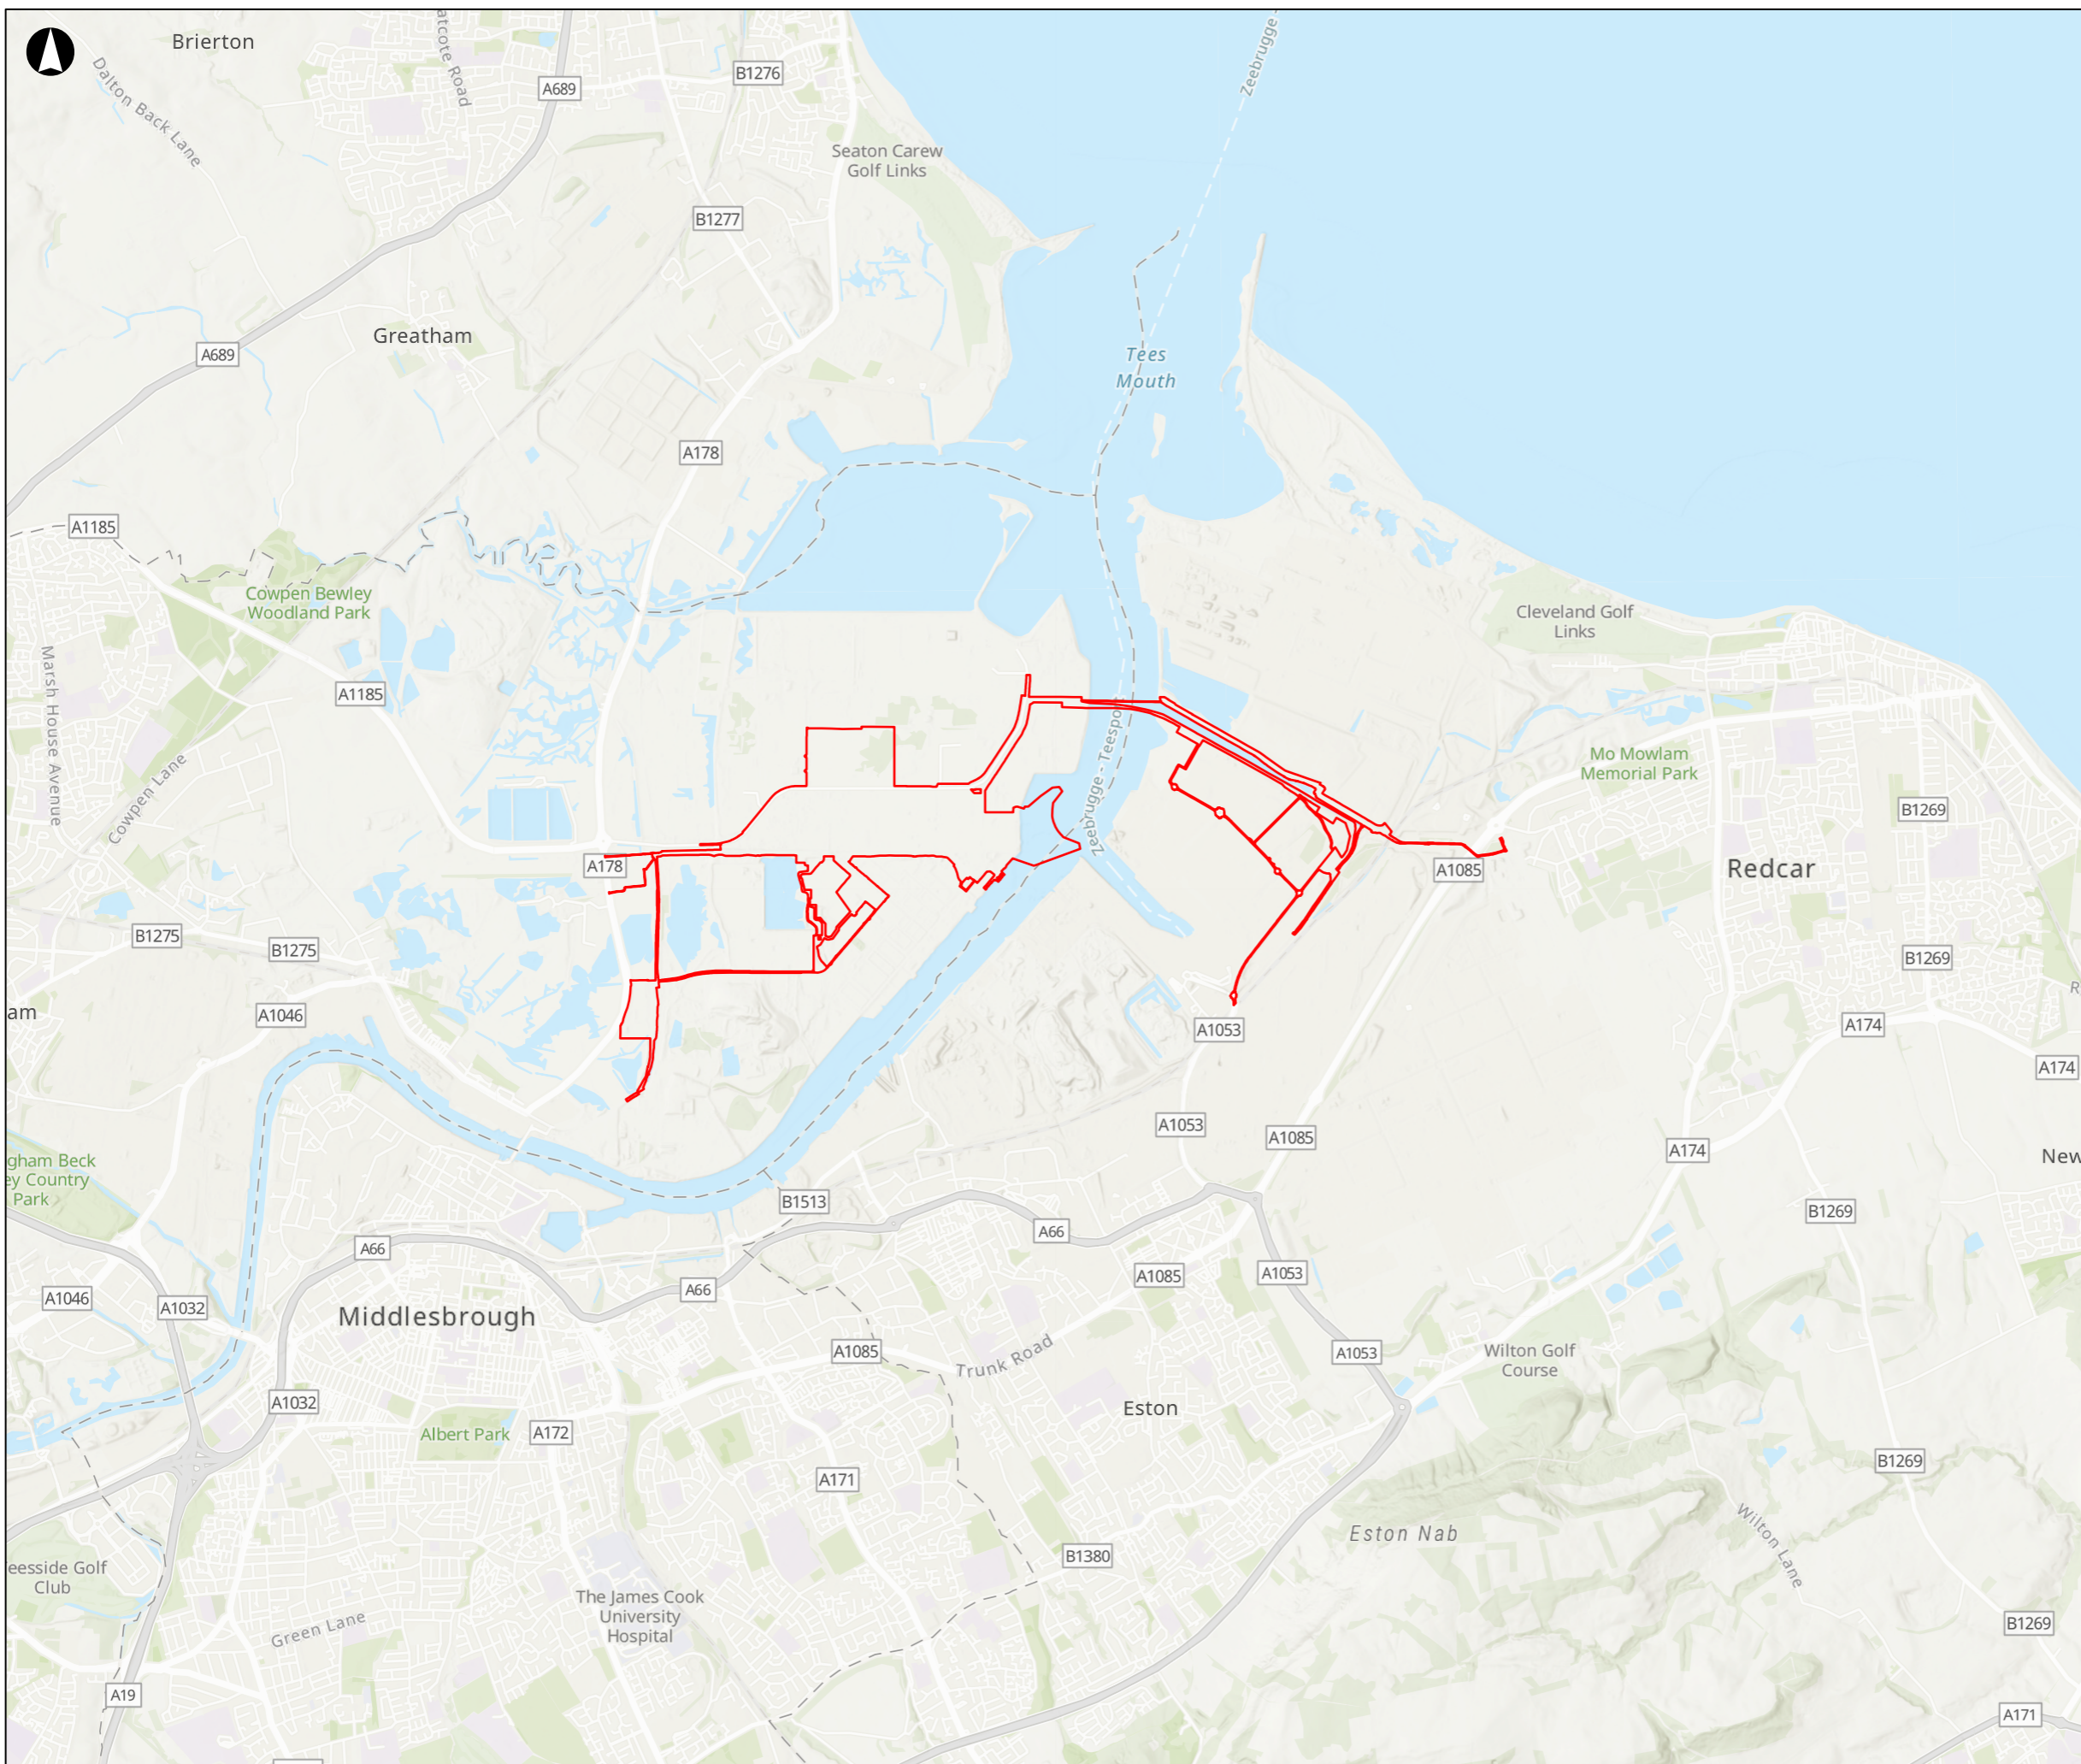 Brierton
Dalton Back Lane
atcote Road
A689
B1276
Zeebrugge -
Seaton Carew
Golf Links
B1277
Greatham
A689
Tees
Mouth
A178
A1185
Cowpen Bewley
Woodland Park
Cleveland Golf
Links
Marsh House Avenue
A1185
Cowpen Lane
Zeebrugge - Teesport
Mo Mowlam
Memorial Park
B1269
A178
Redcar
A1085
B1275
B1275
B1269
R
am
A1046
A1053
A174
A174
A1053
A1085
A174
New
gham Beck
ey Country
Park
B1513
B1269
A66
A66
A1085
A1053
A66
A1046
A1032
Middlesbrough
A1085
Trunk Road
A1053
Wilton Golf
Course
A1032
Albert Park
A172
Eston
A171
B1269
Eston Nab
Wilton Lane
B1380
eesside Golf
Club
The James Cook
University
Hospital
Green Lane
B1269
A19
A171